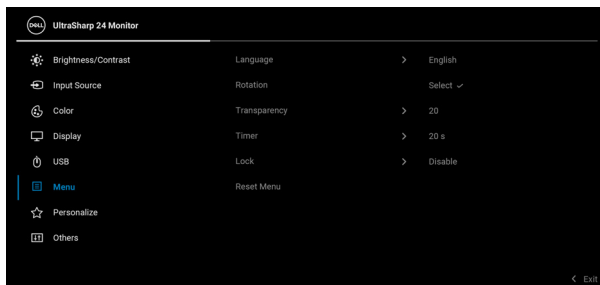 DELL UltraSharp 24 Monitor
Brightness/Contrast Language > English
Input Source Rotation Select ✓
Color Transparency > 20
Display Timer > 20 s
USB Lock > Disable
Menu Reset Menu
Personalize
Others
< Exit